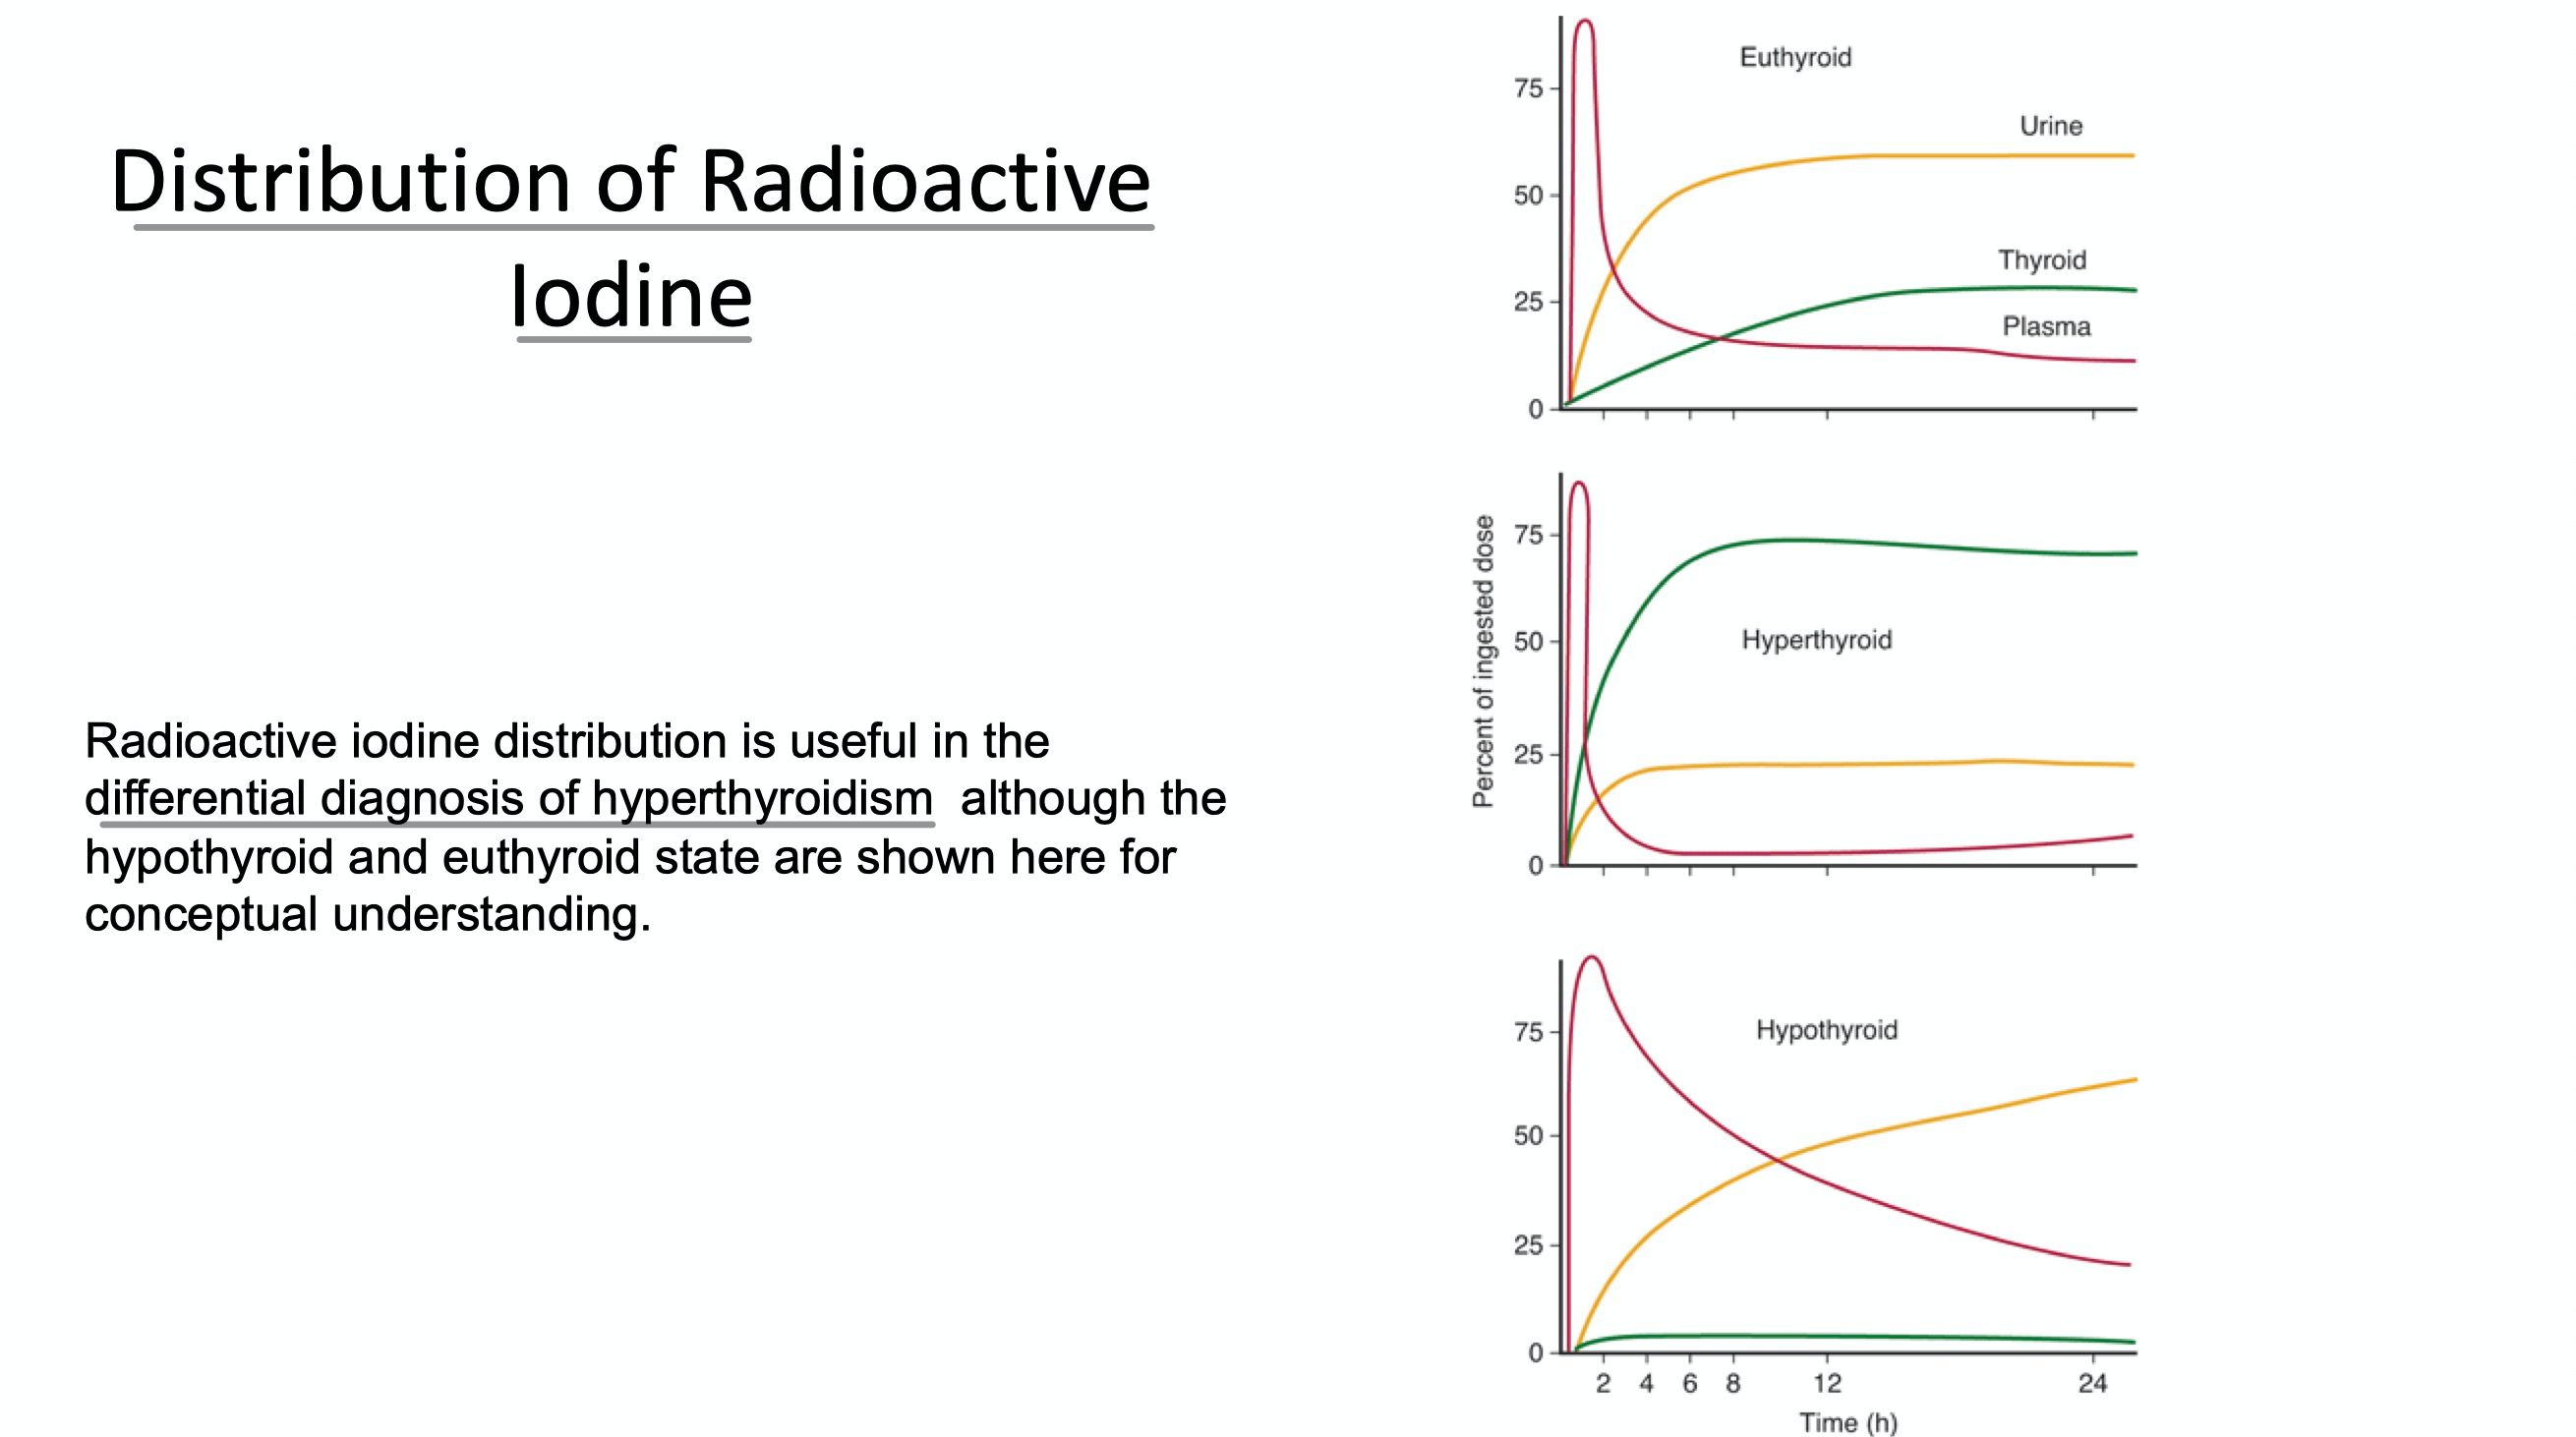 Distribution of Radioactive
Iodine
Radioactive iodine distribution is useful in the
differential diagnosis of hyperthyroidism  although the
hypothyroid and euthyroid state are shown here for
conceptual understanding.
Euthyroid
75
Urine
50
Thyroid
25
Plasma
0
Percent of ingested dose
75
50
Hyperthyroid
25
0
75
Hypothyroid
50
25
0
2 4 6 8 12 24
Time (h)